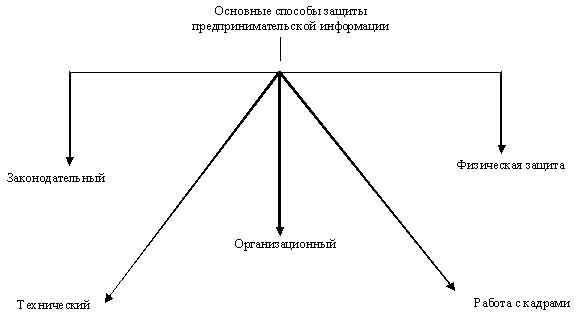 Основные способы защиты
предпринимательской информации
Законодательный
Физическая защита
Организационный
Технический
Работа с кадрами